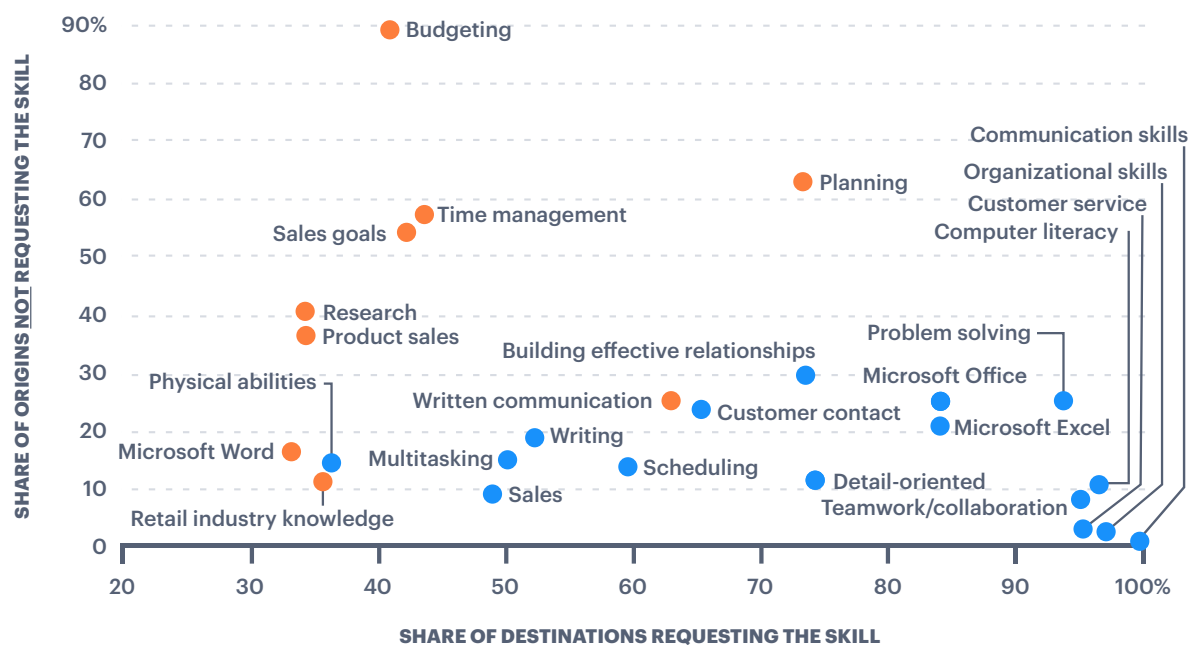 SHARE OF ORIGINS NOT REQUESTING THE SKILL
90%
80
70
60
50
40
30
20
10
0
Budgeting
Communication skills
Organizational skills
Planning
Customer service
Time management
Sales goals
Computer literacy
Research
Product sales
Problem solving
Building effective relationships
Physical abilities
Microsoft Office
Written communication
Customer contact
Microsoft Excel
Writing
Microsoft Word
Multitasking
Scheduling
Detail-oriented
Sales
Teamwork/collaboration
Retail industry knowledge
20
30
40
50
60
70
80
90
100%
SHARE OF DESTINATIONS REQUESTING THE SKILL